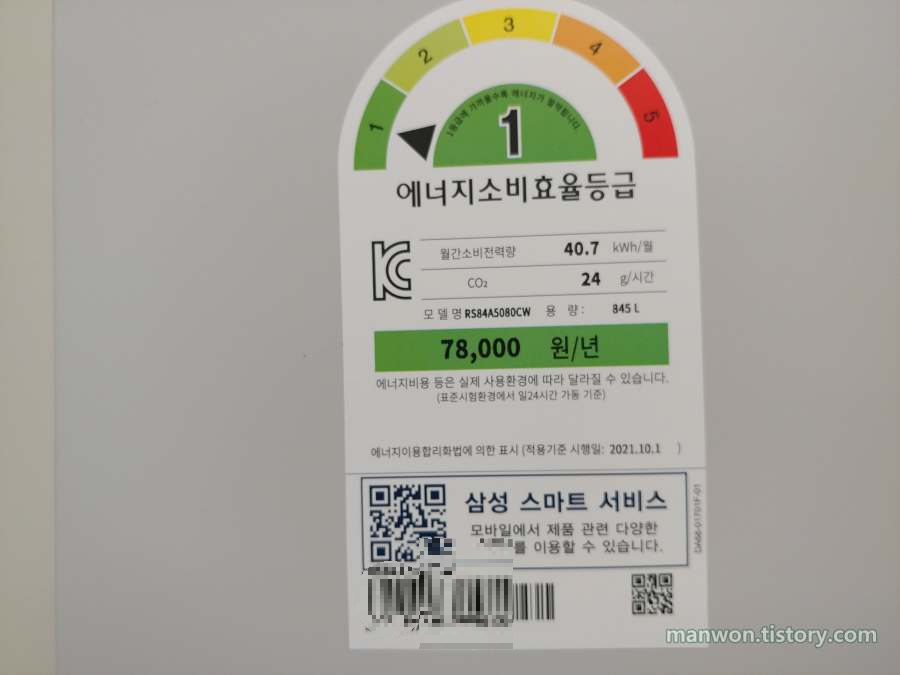 1 2 3 4 5
1등급에 가까울수록 에너지가 절약됩니다.
1
에너지소비효율등급
월간소비전력량 40.7 kWh/월
CO₂ 24 g/시간
모 델 명 RS84A5080CW 용 량 : 845 L
78,000 원/년
에너지비용 등은 실제 사용환경에 따라 달라질 수 있습니다.
(표준시험환경에서 일24시간 가동 기준)
에너지이용합리화법에 의한 표시 (적용기준 시행일: 2021.10.1 )
삼성 스마트 서비스
모바일에서 제품 관련 다양한
를 이용할 수 있습니다.
DA68-01701F-01
manwon.tistory.com